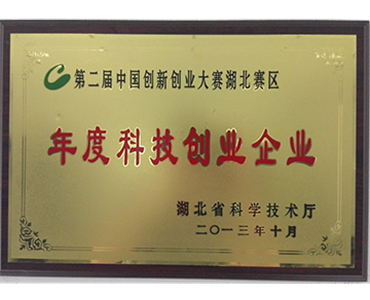 第二届中国创新创业大赛湖北赛区
年度科技创业企业
湖北省科学技术厅
二〇一三年十月